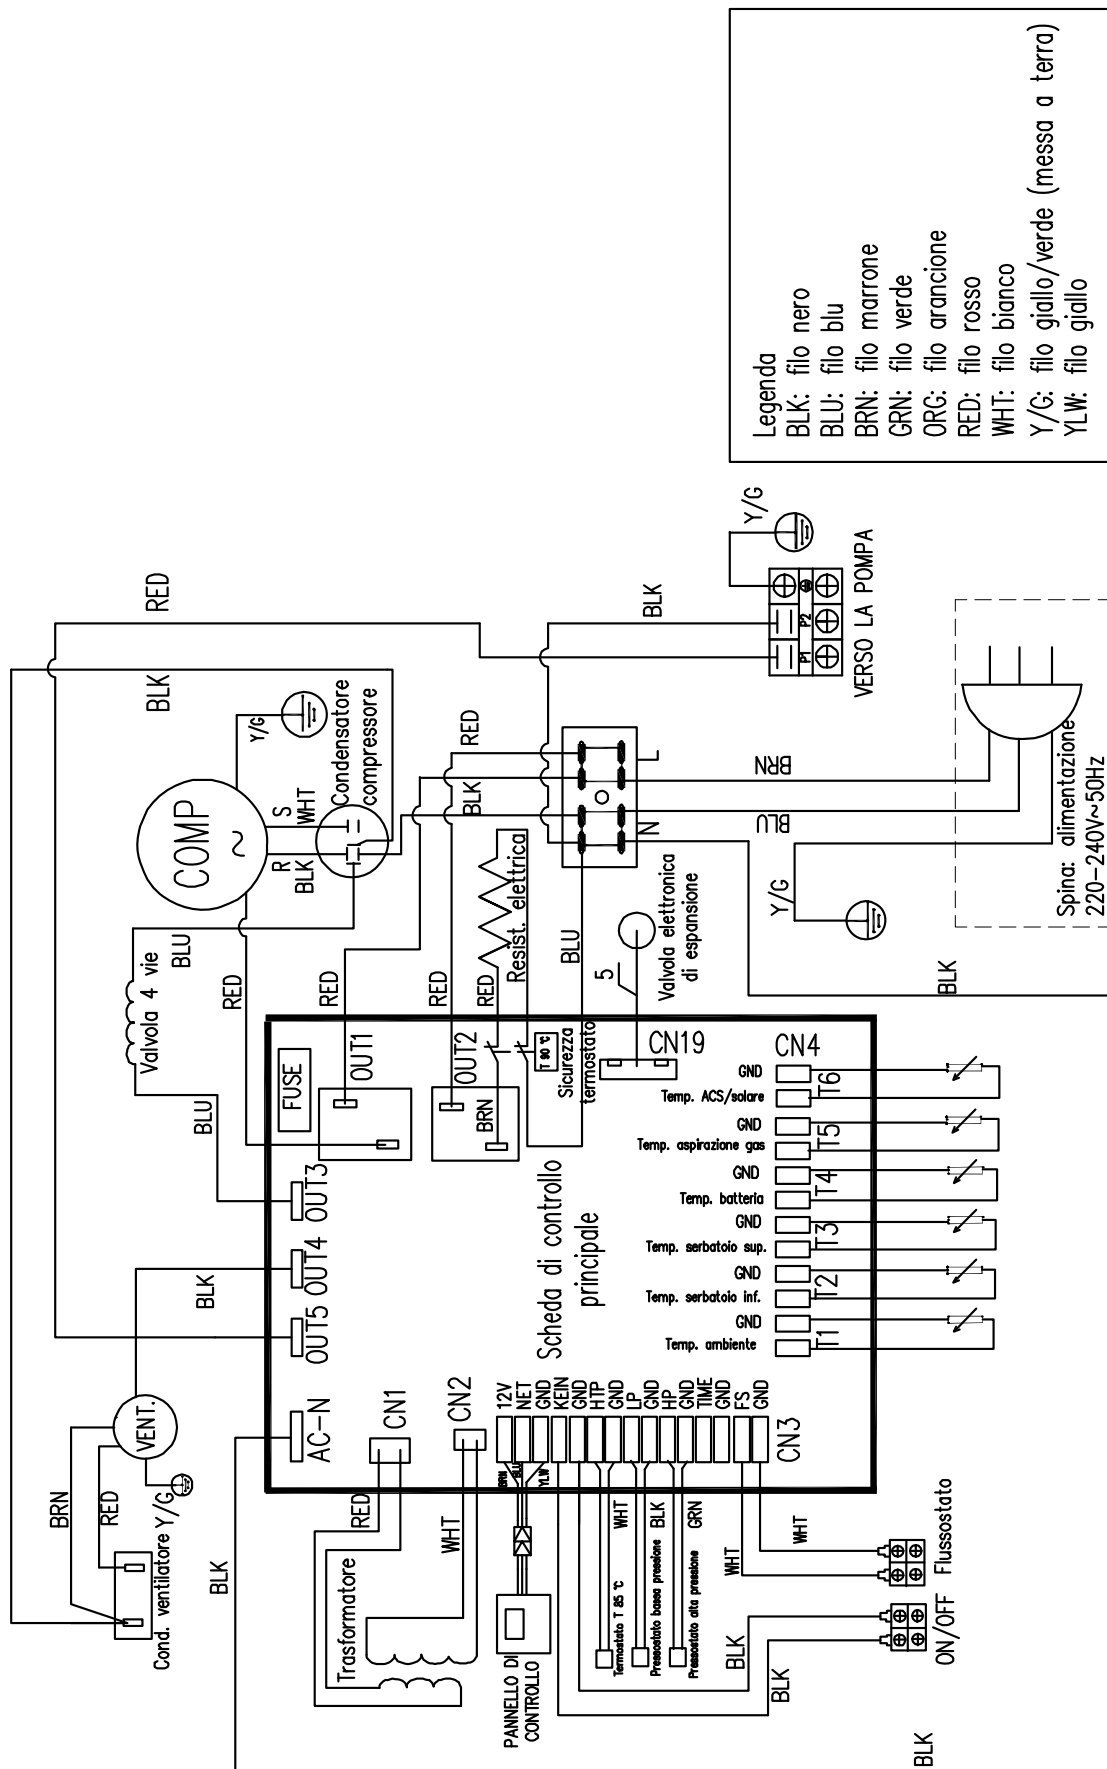 Legenda
BLK: filo nero
BLU: filo blu
BRN: filo marrone
GRN: filo verde
ORG: filo arancione
RED: filo rosso
WHT: filo bianco
Y/G: filo giallo/verde (messa a terra)
YLW: filo giallo
BRN
RED
Cond. ventilatore
Y/G
VENT.
BLK
BLK
AC-N
OUT5
OUT4
OUT3
BLU
Valvola 4 vie
BLU
RED
COMP
~
R
BLK
S
WHT
Y/G
Condensatore
compressore
BLK
RED
FUSE
OUT1
RED
OUT2
RED
BRN
RED
Resist. elettrica
T 90 ℃
Sicurezza
termostato
BLK
RED
BLU
5
Valvola elettronica
di espansione
N
L
BLK
Y/G
P1
P2
VERSO LA POMPA
BRN
BLU
Y/G
Spina: alimentazione
220-240V~50Hz
BLK
Scheda di controllo
principale
CN19
CN4
GND
Temp. ACS/solare
T6
GND
Temp. aspirazione gas
T5
GND
Temp. batteria
T4
GND
Temp. serbatoio sup.
T3
GND
Temp. serbatoio inf.
T2
GND
Temp. ambiente
T1
CN1
CN2
RED
WHT
Trasformatore
12V
NET
GND
KEIN
GND
HTP
GND
LP
GND
HP
GND
TIME
GND
FS
GND
CN3
BRN
BLU
YLW
PANNELLO DI
CONTROLLO
WHT
Termostato T 85 ℃
BLK
Pressostato bassa pressione
GRN
Pressostato alta pressione
WHT
WHT
Flussostato
BLK
BLK
ON/OFF
BLK